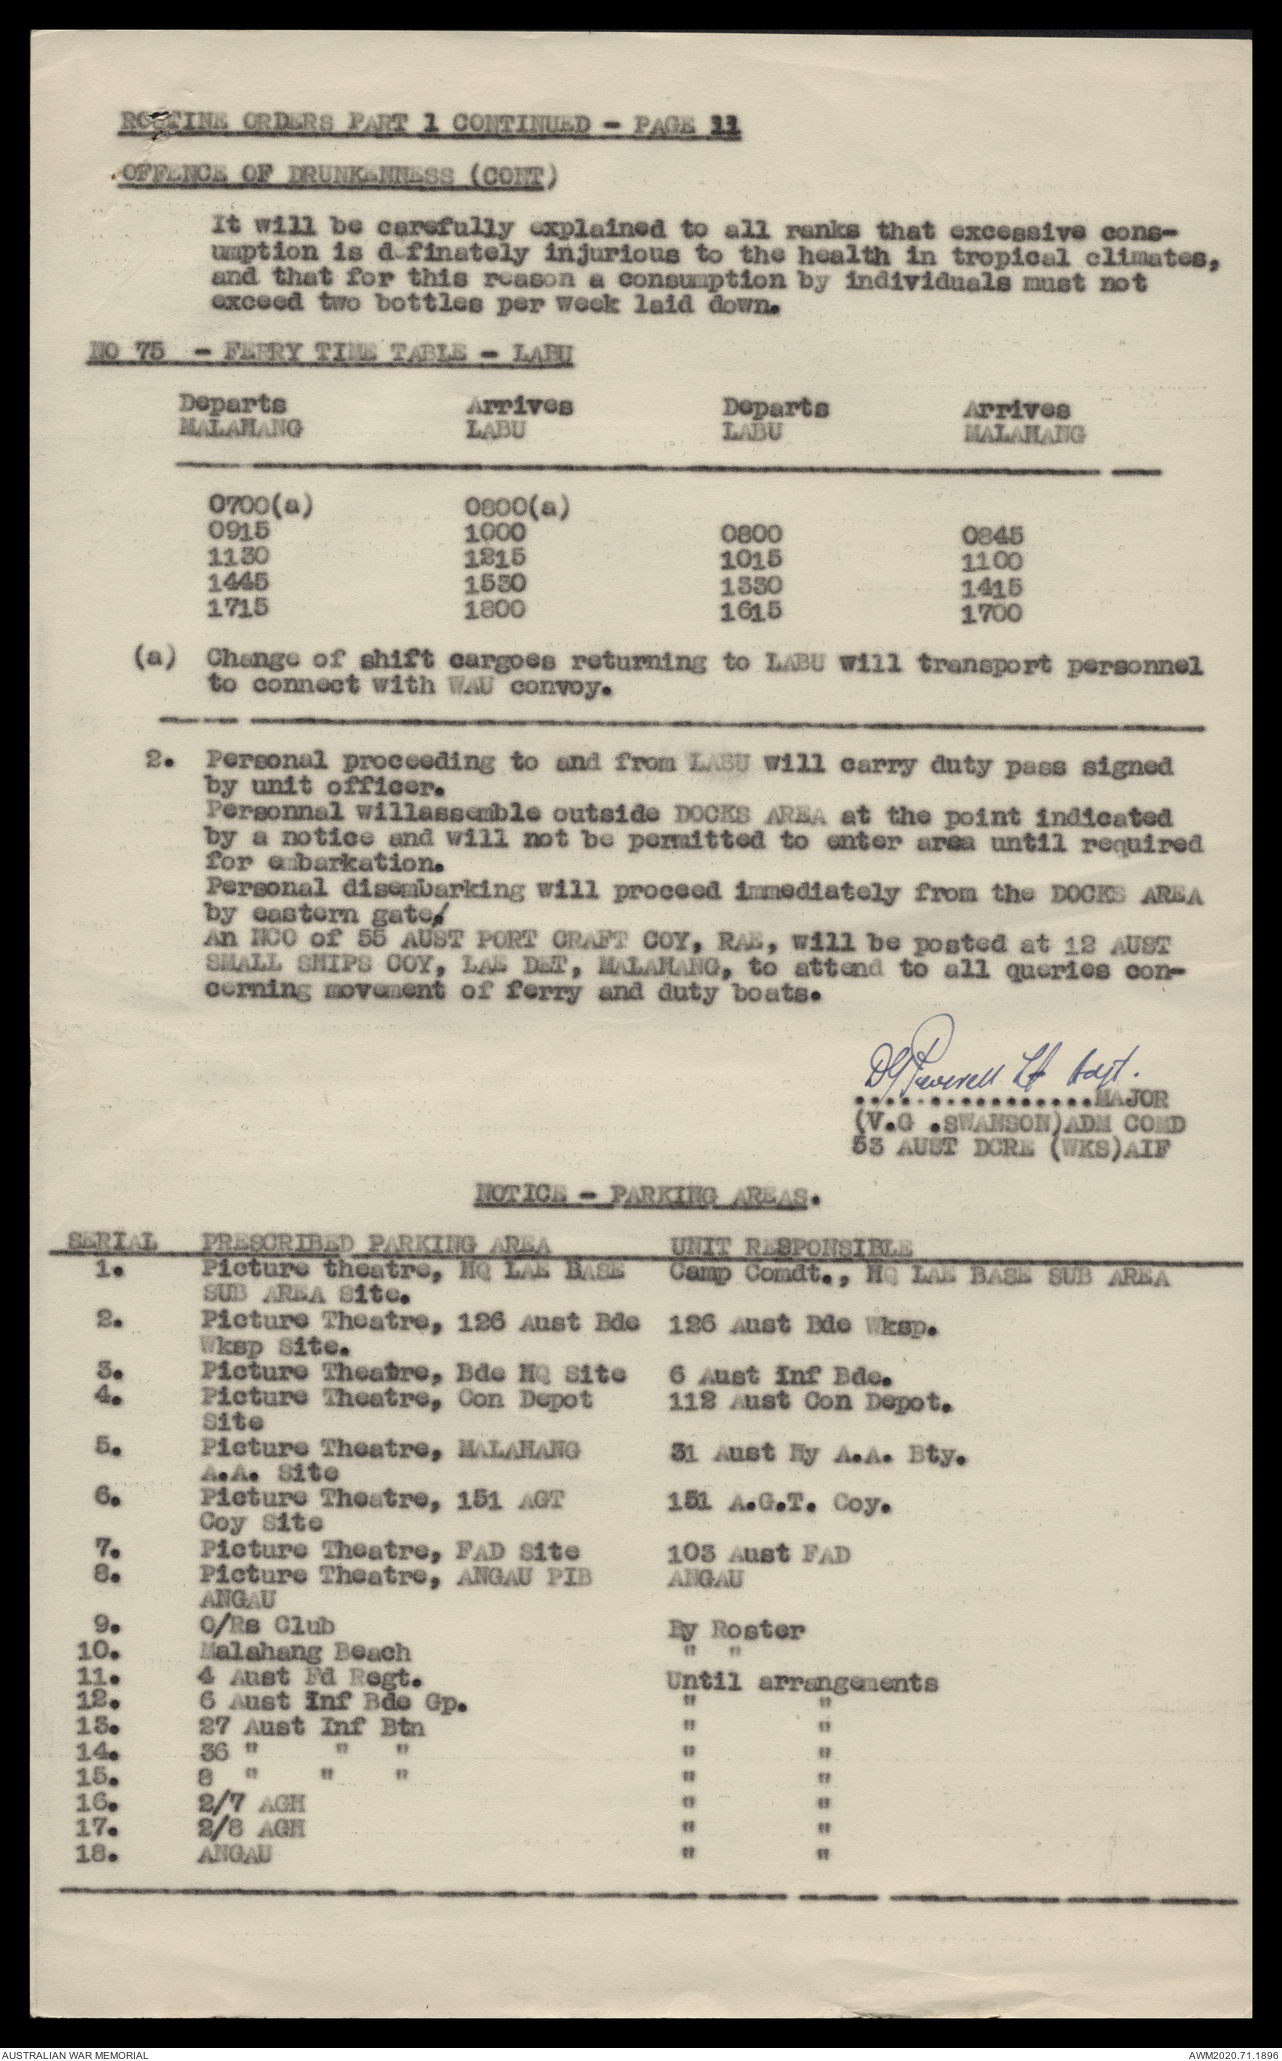 ROUTINE ORDERS PART 1 CONTINUED - PAGE 11
OFFENCE OF DRUNKENNESS (CONT)
It will be carefully explained to all ranks that excessive cons-
umption is definately injurious to the health in tropical climates,
and that for this reason a consumption by individuals must not
exceed two bottles per week laid down.
NO 75 - FERRY TIME TABLE - LABU
Departs Arrives Departs Arrives
MALAHANG LABU LABU MALAHANG
0700(a) 0800(a)
0915 1000 0800 0845
1130 1215 1015 1100
1445 1530 1330 1415
1715 1800 1615 1700
(a) Change of shift cargoes returning to LABU will transport personnel
to connect with WAU convoy.
2. Personal proceeding to and from LABU will carry duty pass signed
by unit officer.
Personnal willassemble outside DOCKS AREA at the point indicated
by a notice and will not be permitted to enter area until required
for embarkation.
Personal disembarking will proceed immediately from the DOCKS AREA
by eastern gate/
An NCO of 55 AUST PORT CRAFT COY, RAE, will be posted at 12 AUST
SMALL SHIPS COY, LAE DET, MALAHANG, to attend to all queries con-
cerning movement of ferry and duty boats.
DG Peverell Lt Adjt.
.................MAJOR
(V.G .SWANSON)ADM COMD
53 AUST DCRE (WKS)AIF
NOTICE - PARKING AREAS.
SERIAL PRESCRIBED PARKING AREA UNIT RESPONSIBLE
1. Picture theatre, HQ LAE BASE Camp Comdt., HQ LAE BASE SUB AREA
SUB AREA Site.
2. Picture Theatre, 126 Aust Bde 126 Aust Bde Wksp.
Wksp Site.
3. Picture Theatre, Bde HQ Site 6 Aust Inf Bde.
4. Picture Theatre, Con Depot 112 Aust Con Depot.
Site
5. Picture Theatre, MALAHANG 31 Aust Hy A.A. Bty.
A.A. Site
6. Picture Theatre, 151 AGT 151 A.G.T. Coy.
Coy Site
7. Picture Theatre, FAD Site 103 Aust FAD
8. Picture Theatre, ANGAU PIB ANGAU
ANGAU
9. O/Rs Club By Roster
10. Malahang Beach " "
11. 4 Aust Fd Regt. Until arrangements
12. 6 Aust Inf Bde Gp. " "
13. 27 Aust Inf Btn " "
14. 36 " " " " "
15. 8 " " " " "
16. 2/7 AGH " "
17. 2/8 AGH " "
18. ANGAU " "
AUSTRALIAN WAR MEMORIAL AWM2020.71.1896